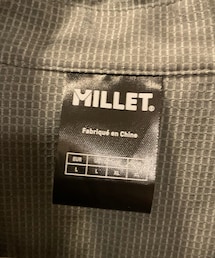 MILLET.
Fabriqué en Chine
EUR
L L XL XL